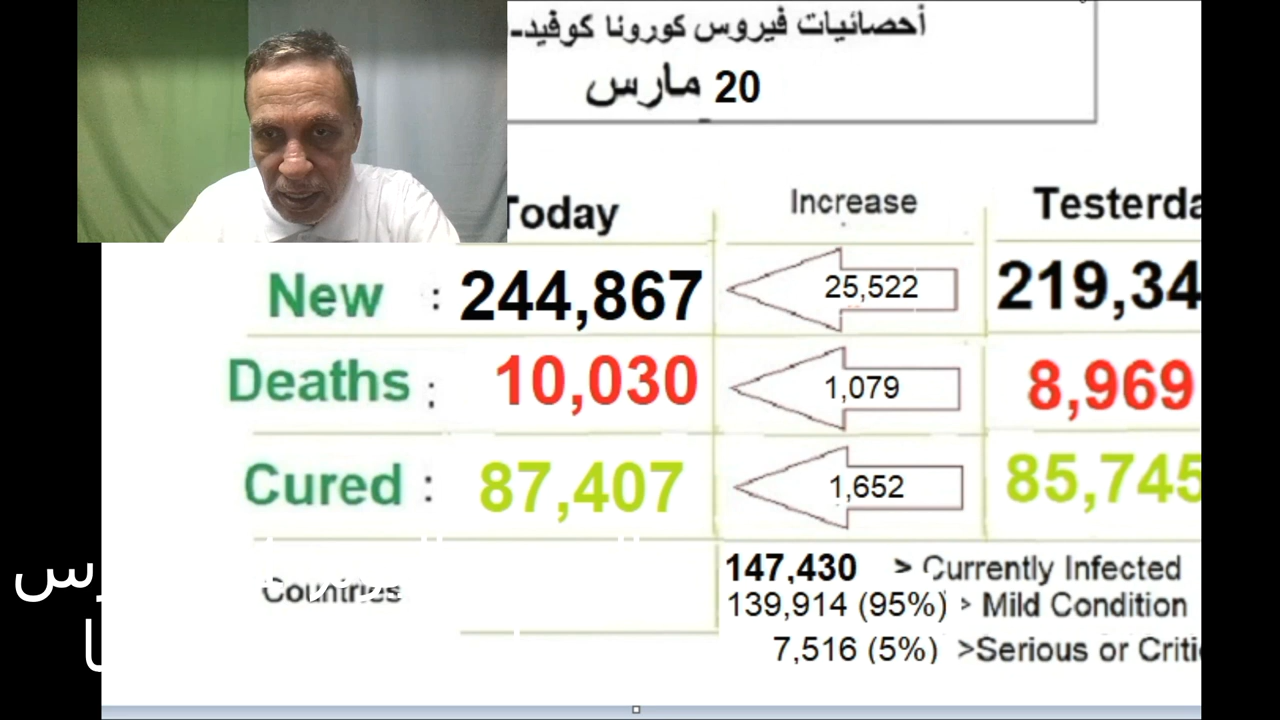 أحصائيات فيروس كورونا كوفيد-
20 مارس
Today Increase Testerda
New : 244,867 25,522 219,34
Deaths : 10,030 1,079 8,969
Cured : 87,407 1,652 85,745
147,430 > Currently Infected
Countries 139,914 (95%) > Mild Condition
7,516 (5%) >Serious or Criti